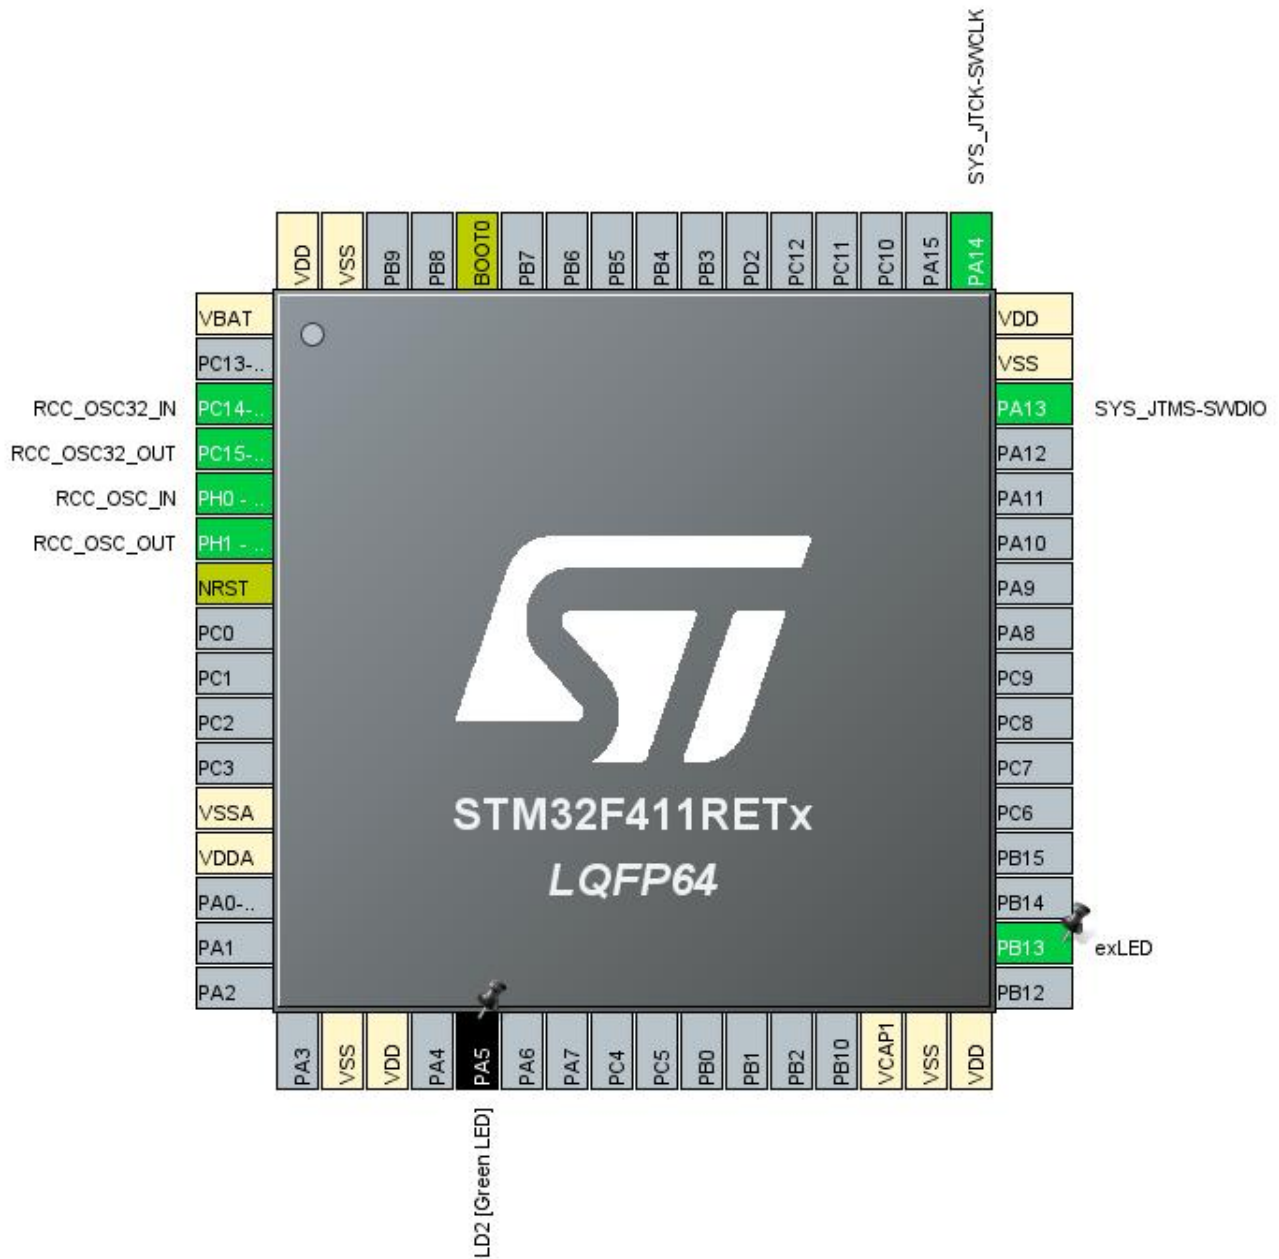 SYS_JTCK-SWCLK
VDD
VSS
PB9
PB8
BOOT0
PB7
PB6
PB5
PB4
PB3
PD2
PC12
PC11
PC10
PA15
PA14
VBAT
PC13-..
RCC_OSC32_IN PC14-..
RCC_OSC32_OUT PC15-..
RCC_OSC_IN PH0 - ..
RCC_OSC_OUT PH1 - ..
NRST
PC0
PC1
PC2
PC3
VSSA
VDDA
PA0-..
PA1
PA2
ST
STM32F411RETx
LQFP64
VDD
VSS
PA13 SYS_JTMS-SWDIO
PA12
PA11
PA10
PA9
PA8
PC9
PC8
PC7
PC6
PB15
PB14
PB13 exLED
PB12
PA3
VSS
VDD
PA4
PA5
PA6
PA7
PC4
PC5
PB0
PB1
PB2
PB10
VCAP1
VSS
VDD
LD2 [Green LED]